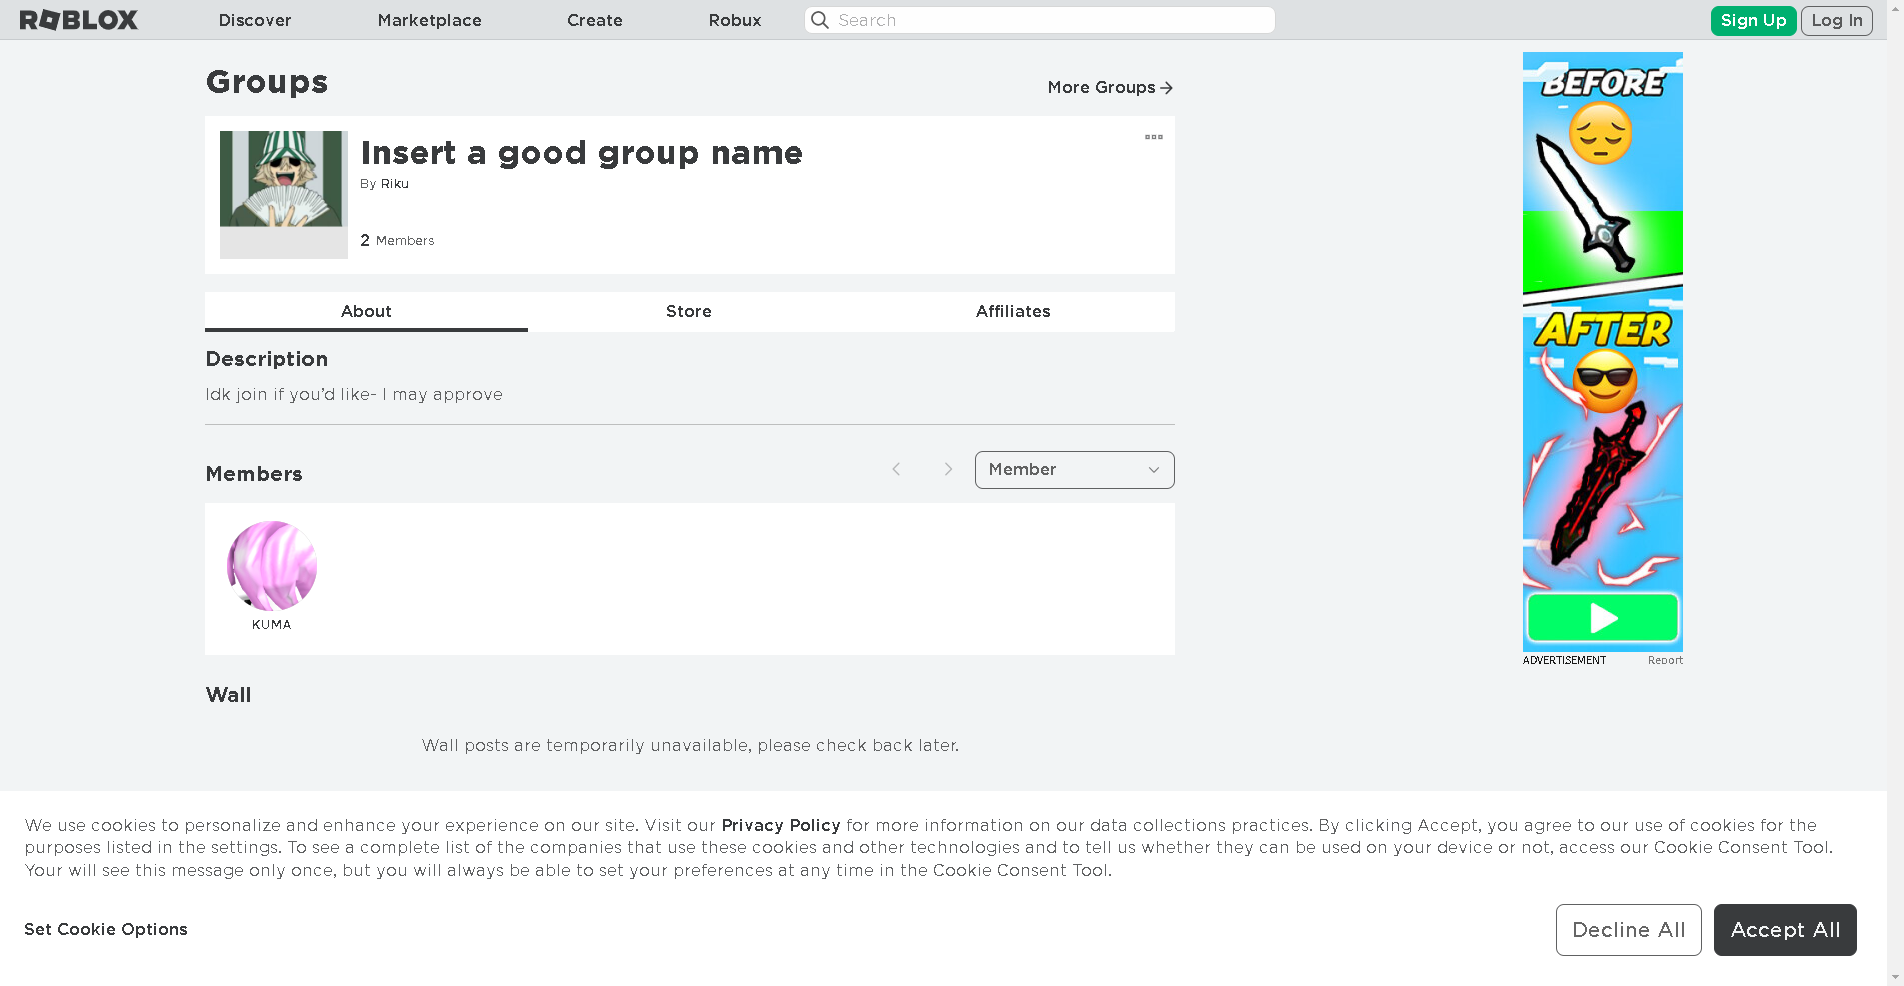 ROBLOX
Discover
Marketplace
Create
Robux
Search
Sign Up
Log In
Groups
More Groups
Insert a good group name
By Riku
2 Members
About
Store
Affiliates
Description
Idk join if you'd like- I may approve
Members
Member
KUMA
Wall
Wall posts are temporarily unavailable, please check back later.
BEFORE
AFTER
ADVERTISEMENT
Report
We use cookies to personalize and enhance your experience on our site. Visit our Privacy Policy for more information on our data collections practices. By clicking Accept, you agree to our use of cookies for the
purposes listed in the settings. To see a complete list of the companies that use these cookies and other technologies and to tell us whether they can be used on your device or not, access our Cookie Consent Tool.
Your will see this message only once, but you will always be able to set your preferences at any time in the Cookie Consent Tool.
Set Cookie Options
Decline All
Accept All